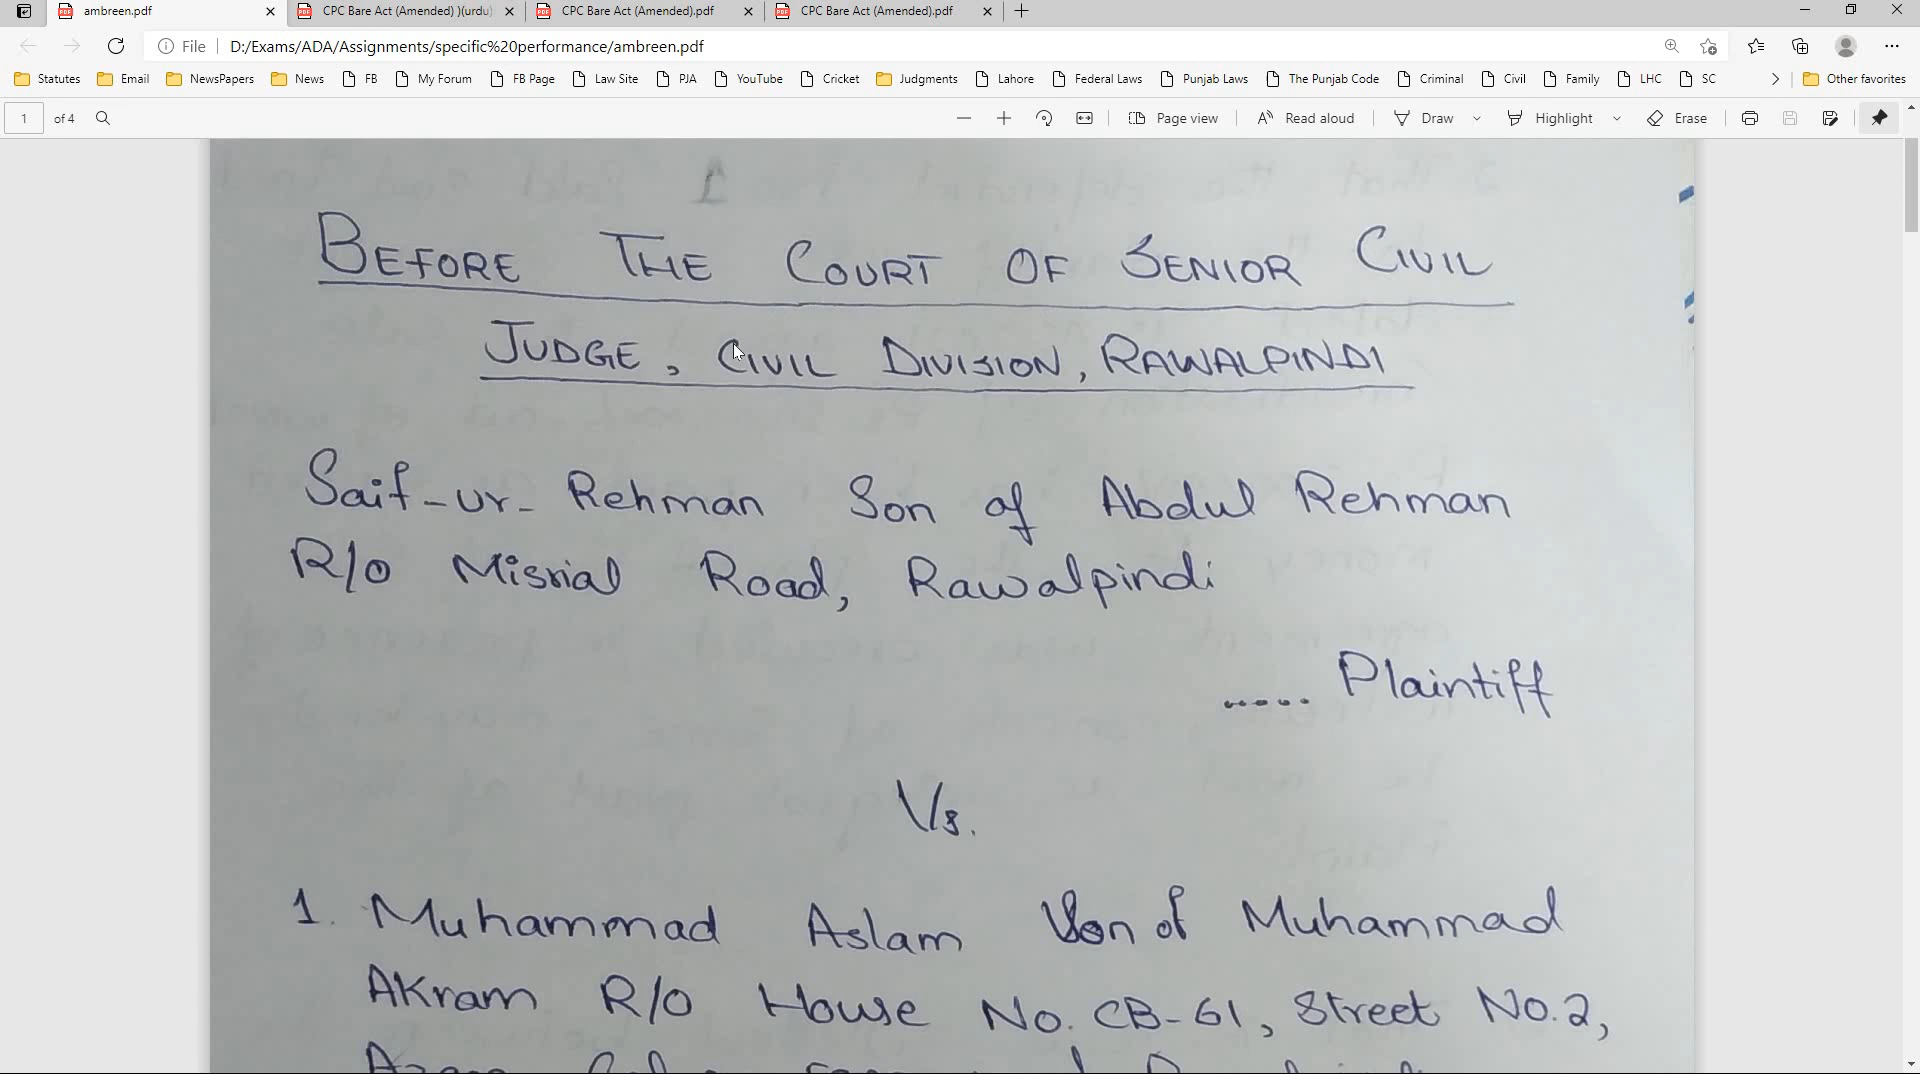 ambreen.pdf
CPC Bare Act (Amended) )(urdu)
CPC Bare Act (Amended).pdf
CPC Bare Act (Amended).pdf
File
D:/Exams/ADA/Assignments/specific%20performance/ambreen.pdf
Statutes Email NewsPapers News FB My Forum FB Page Law Site PJA YouTube Cricket Judgments Lahore Federal Laws Punjab Laws The Punjab Code Criminal Civil Family LHC SC Other favorites
1 of 4 Page view Read aloud Draw Highlight Erase
1
BEFORE THE COURT OF SENIOR CIVIL
JUDGE, CIVIL DIVISION, RAWALPINDI
Saif-ur-Rehman Son of Abdul Rehman
R/O Misrial Road, Rawalpindi
..... Plaintiff
Vs.
1. Muhammad Aslam Son of Muhammad
Akram R/O House No. CB-61, Street No.2,